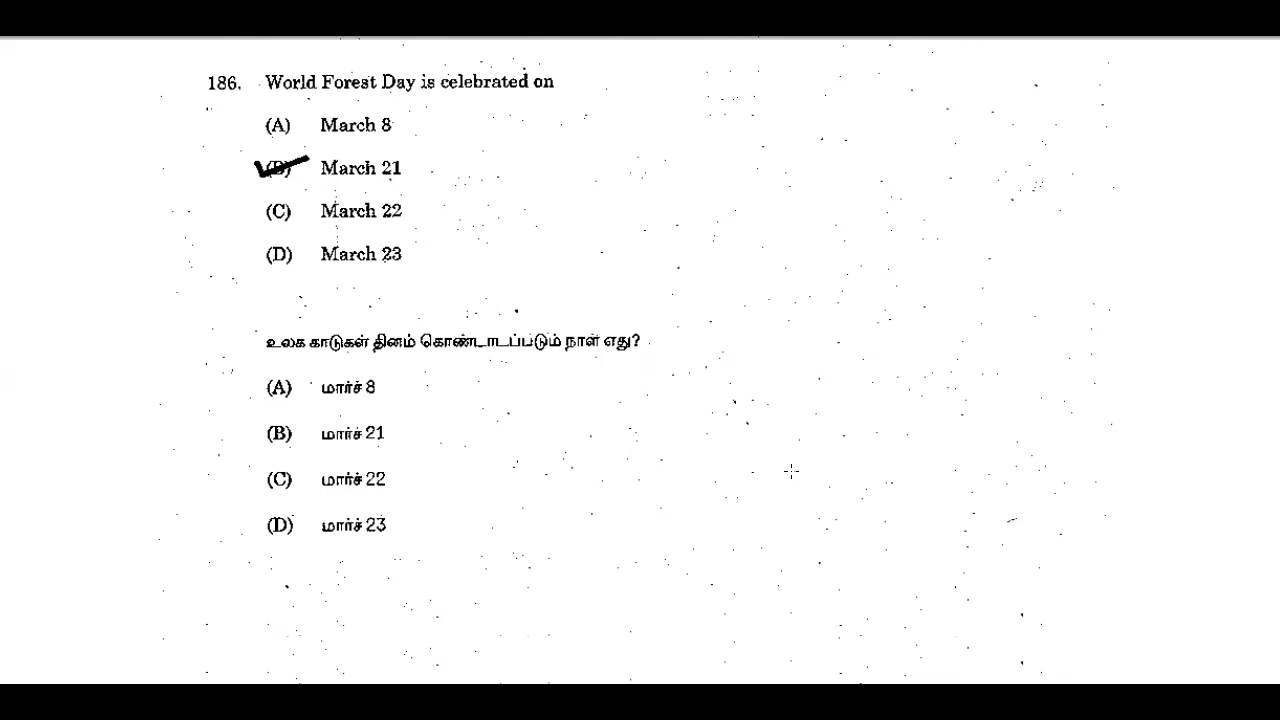 186. World Forest Day is celebrated on
(A) March 8
(B) March 21
(C) March 22
(D) March 23
உலக காடுகள் தினம் கொண்டாடப்படும் நாள் எது?
(A) மார்ச் 8
(B) மார்ச் 21
(C) மார்ச் 22
(D) மார்ச் 23